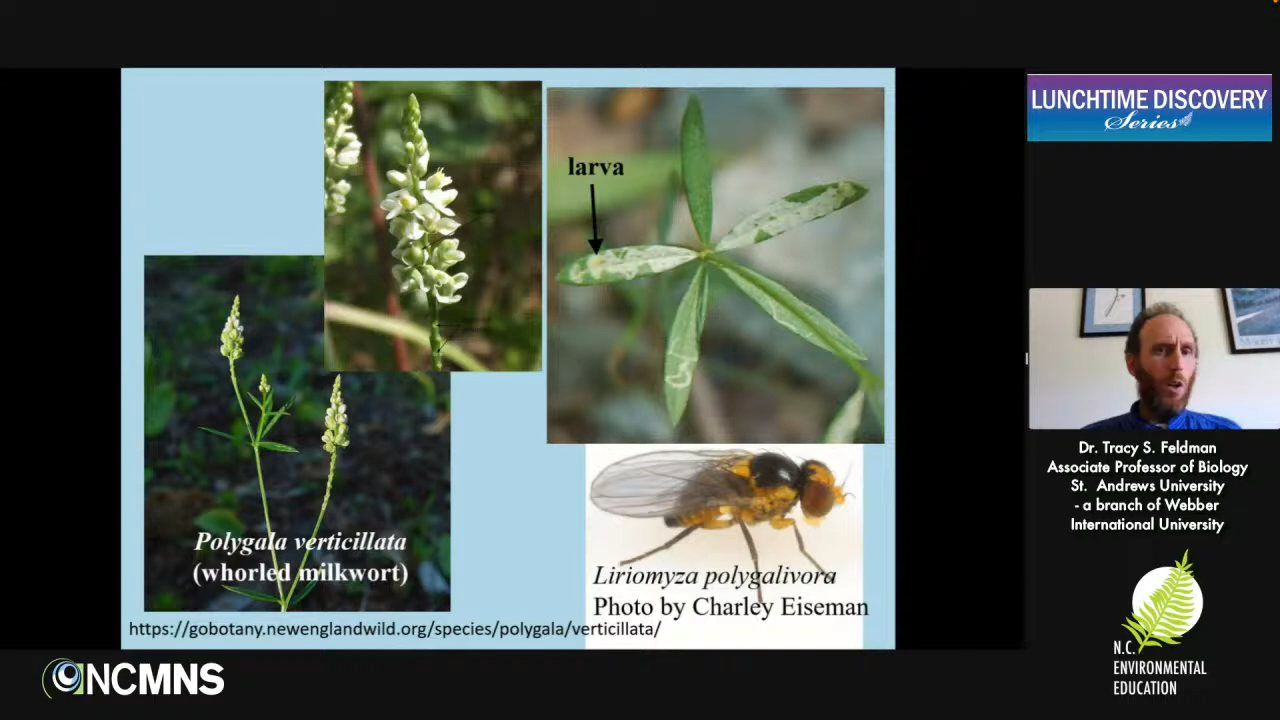 larva
Polygala verticillata
(whorled milkwort)
Liriomyza polygalivora
Photo by Charley Eiseman
https://gobotany.newenglandwild.org/species/polygala/verticillata/
LUNCHTIME DISCOVERY
Series
Dr. Tracy S. Feldman
Associate Professor of Biology
St. Andrews University
- a branch of Webber
International University
NCMNS
N.C.
ENVIRONMENTAL
EDUCATION